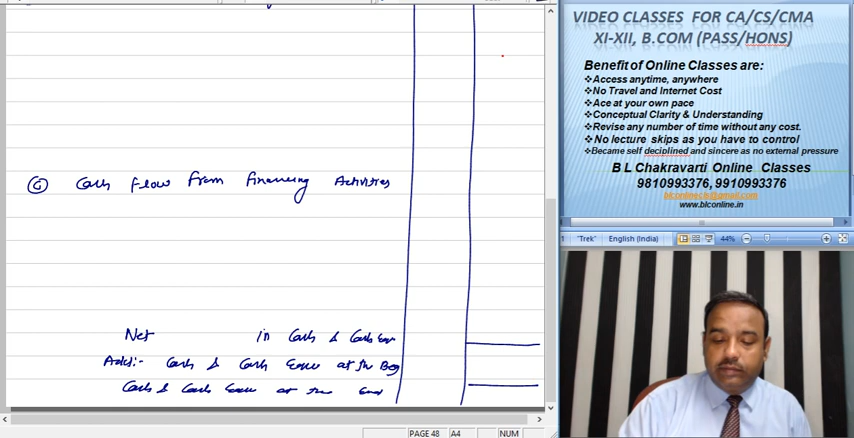 VIDEO CLASSES FOR CA/CS/CMA
XI-XII, B.COM (PASS/HONS)
Benefit of Online Classes are:
❖Access anytime, anywhere
❖No Travel and Internet Cost
❖Ace at your own pace
❖Conceptual Clarity & Understanding
❖Revise any number of time without any cost.
❖No lecture skips as you have to control
❖Became self deciplined and sincere as no external pressure
B L Chakravarti Online Classes
9810993376, 9910993376
www.blconline.in
1 "Trek" English (India) 44%
C Cash Flow From Financing Activities
Net in Cash & Cash Equ
Add:- Cash & Cash Equv at the Beg
Cash & Cash Equv at the End
PAGE 48 A4 NUM